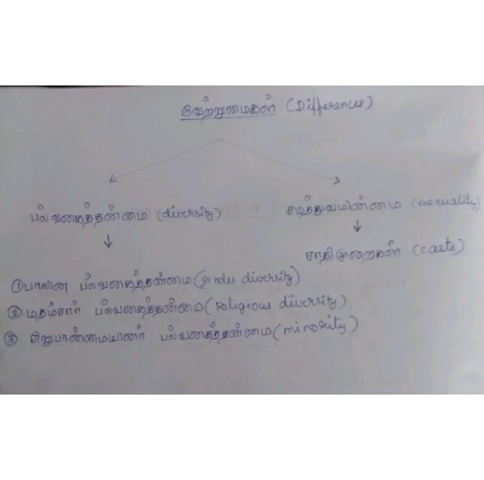 வேற்றுமைகள் (Difference)
பல்வகைத்தன்மை (diversity)
சமத்துவமின்மை (inequality)
சாதிமுறைகள் (caste)
① பாலின பல்வகைத்தன்மை (gender diversity)
② மதம்சார் பல்வகைத்தன்மை (religious diversity)
③ சிறுபான்மையினர் பல்வகைத்தன்மை (minority)